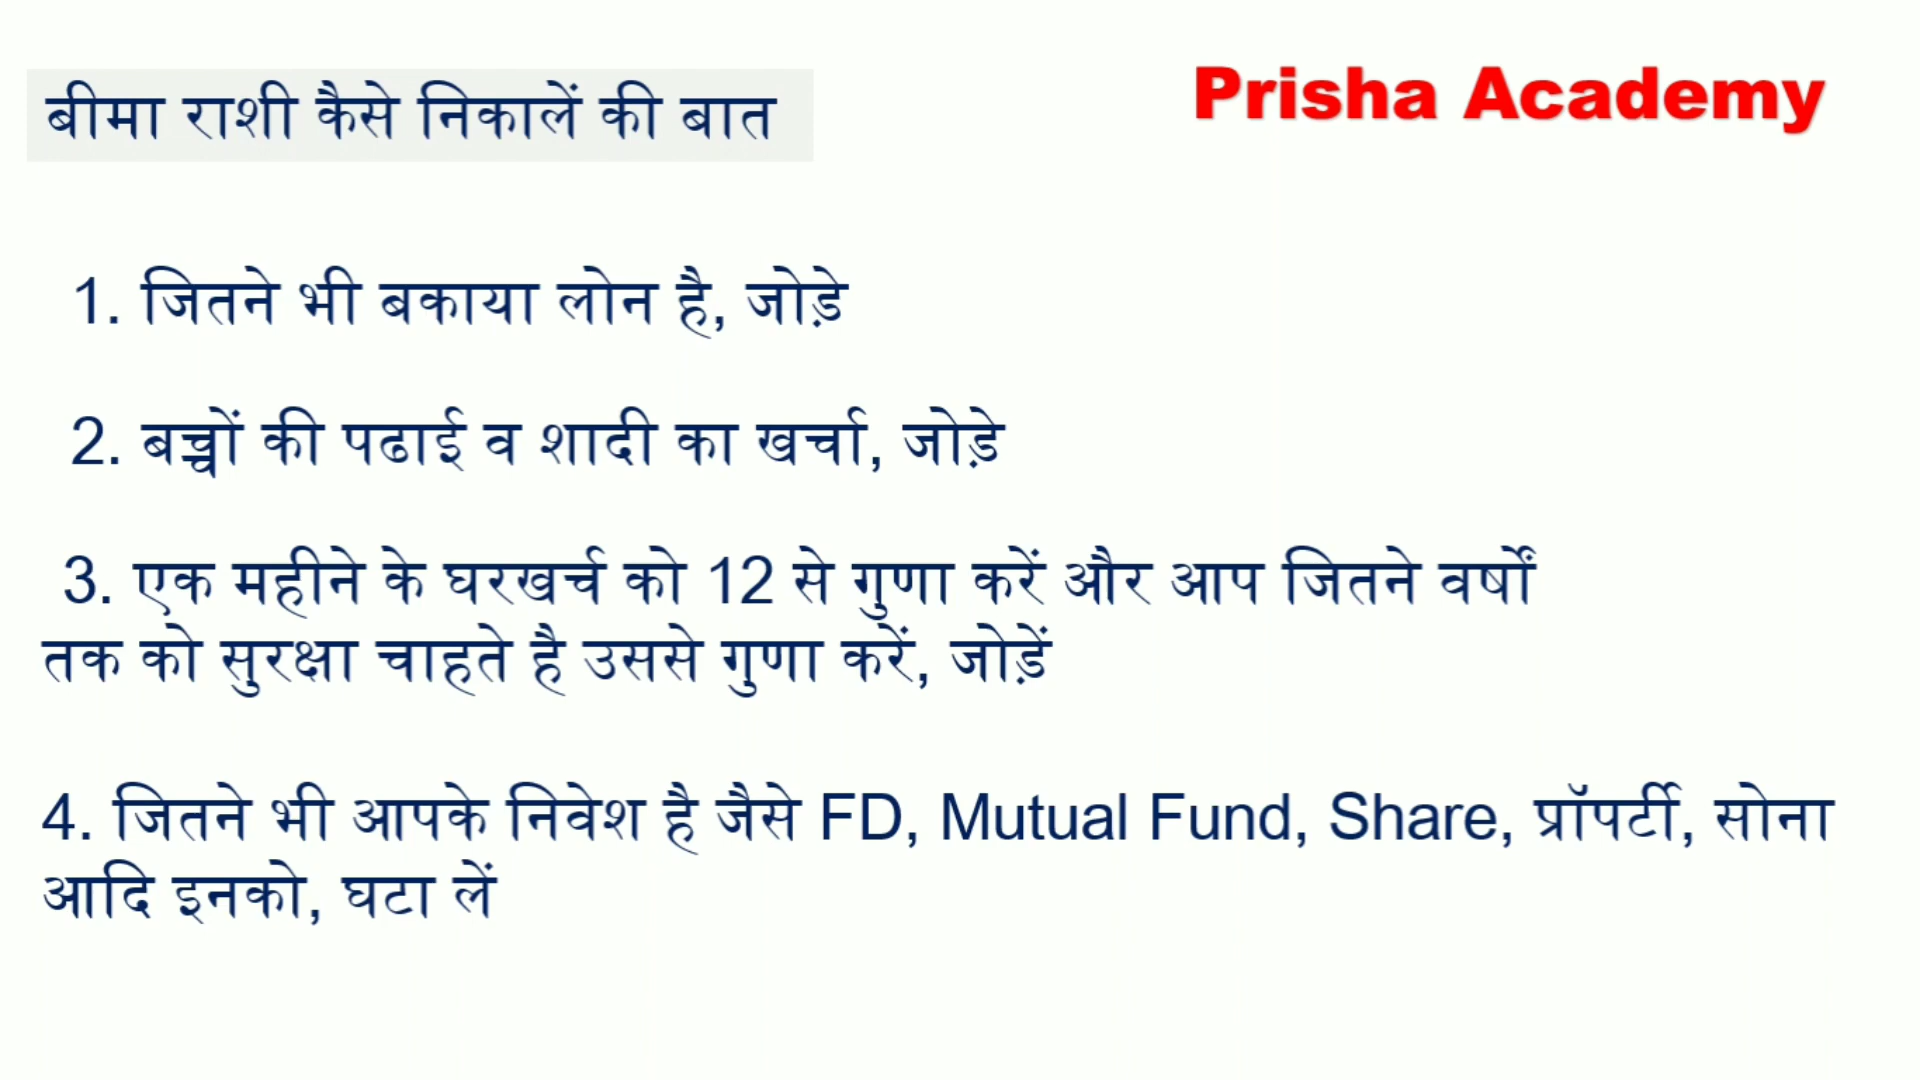 बीमा राशी कैसे निकालें की बात
Prisha Academy
1. जितने भी बकाया लोन है, जोड़े
2. बच्चों की पढाई व शादी का खर्चा, जोड़े
3. एक महीने के घरखर्च को 12 से गुणा करें और आप जितने वर्षों
तक को सुरक्षा चाहते है उससे गुणा करें, जोड़ें
4. जितने भी आपके निवेश है जैसे FD, Mutual Fund, Share, प्रॉपर्टी, सोना
आदि इनको, घटा लें